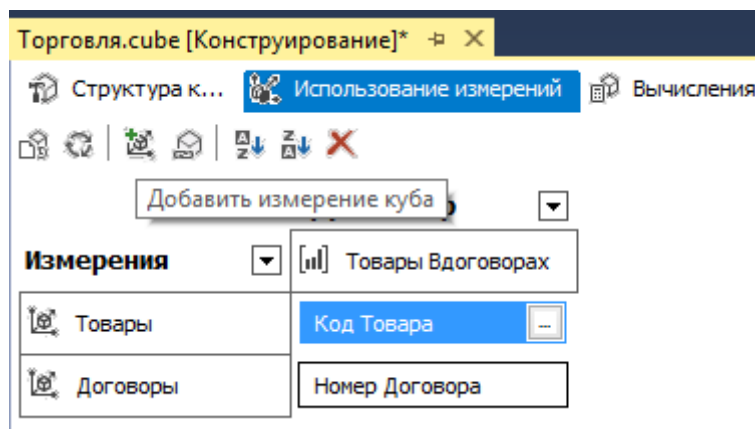 Торговля.cube [Конструирование]*
Структура к... Использование измерений Вычисления
Добавить измерение куба
Измерения Товары Вдоговорах
Товары Код Товара ...
Договоры Номер Договора